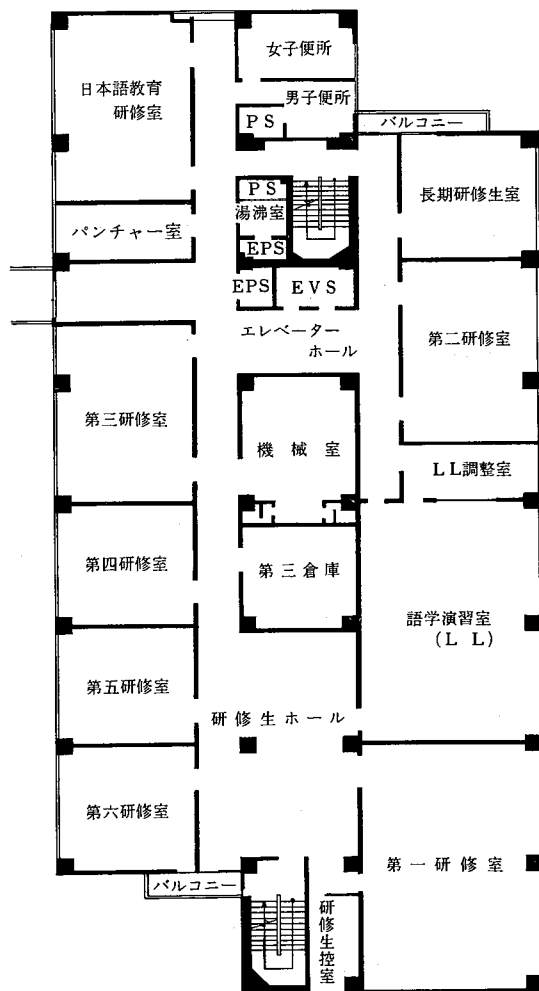 女子便所
日本語教育
研修室
男子便所
PS
バルコニー
長期研修生室
PS
湯沸室
パンチャー室
EPS
EPS
EVS
エレベーター
ホール
第二研修室
第三研修室
機械室
LL調整室
第四研修室
第三倉庫
語学演習室
(LL)
第五研修室
研修生ホール
第六研修室
第一研修室
バルコニー
研修生控室